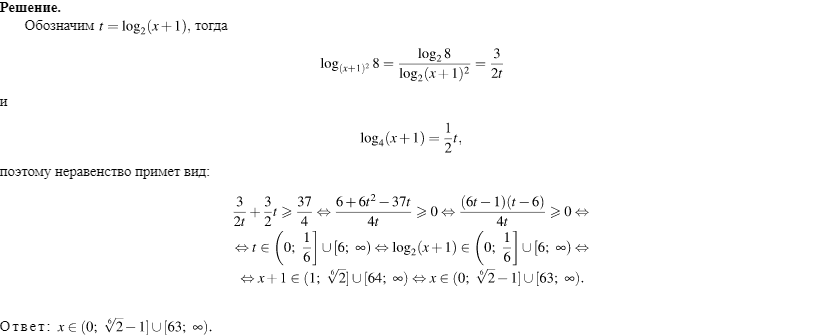 Решение.
Обозначим t = log₂(x+1), тогда
log₍ₓ₊₁₎² 8 = log₂ 8 / log₂(x+1)² = 3/2t
и
log₄(x+1) = 1/2 t,
поэтому неравенство примет вид:
3/2t + 3/2 t ⩾ 37/4 ⇔ (6+6t²−37t)/4t ⩾ 0 ⇔ (6t−1)(t−6)/4t ⩾ 0 ⇔
⇔ t ∈ (0; 1/6] ∪ [6; ∞) ⇔ log₂(x+1) ∈ (0; 1/6] ∪ [6; ∞) ⇔
⇔ x+1 ∈ (1; ⁶√2] ∪ [64; ∞) ⇔ x ∈ (0; ⁶√2−1] ∪ [63; ∞).
Ответ: x ∈ (0; ⁶√2−1] ∪ [63; ∞).